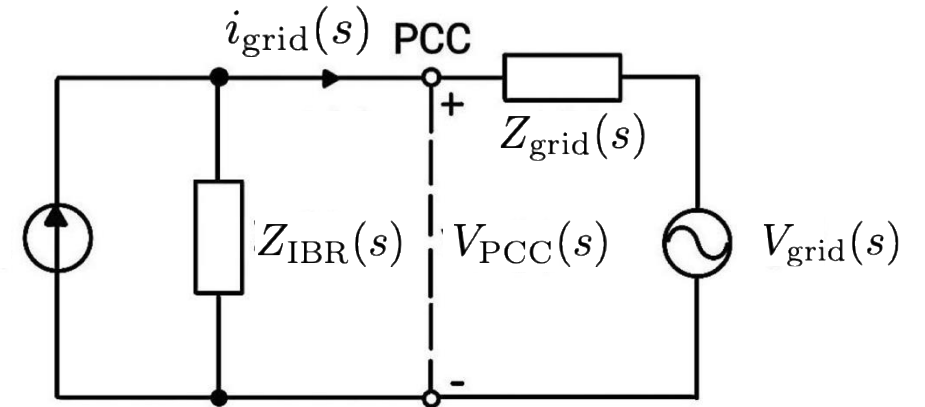 i_grid(s) PCC
+
Z_grid(s)
Z_IBR(s) V_PCC(s) V_grid(s)
-